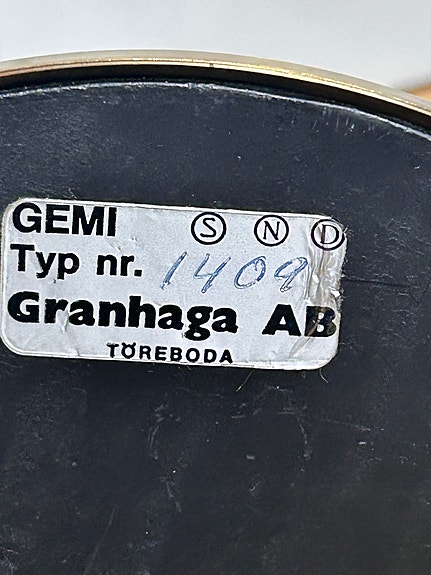 GEMI Ⓢ Ⓝ Ⓓ
Typ nr. 1409
Granhaga AB
TÖREBODA